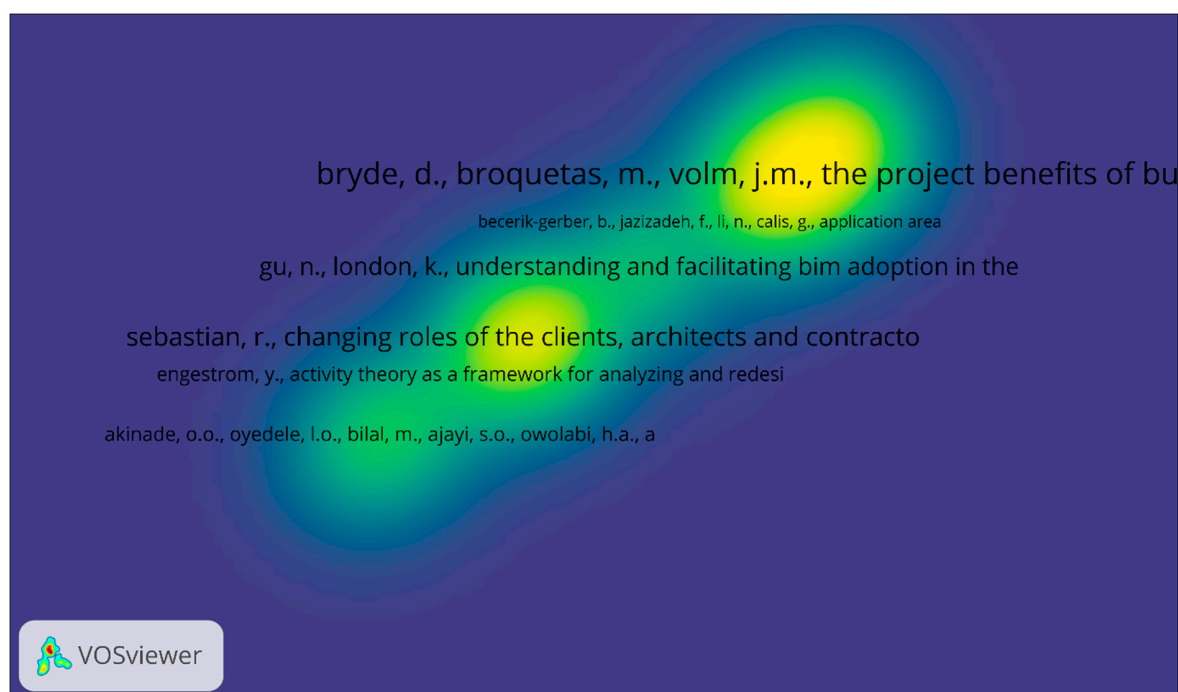 bryde, d., broquetas, m., volm, j.m., the project benefits of bu
becerik-gerber, b., jazizadeh, f., li, n., calis, g., application area
gu, n., london, k., understanding and facilitating bim adoption in the
sebastian, r., changing roles of the clients, architects and contracto
engestrom, y., activity theory as a framework for analyzing and redesi
akinade, o.o., oyedele, l.o., bilal, m., ajayi, s.o., owolabi, h.a., a
VOSviewer